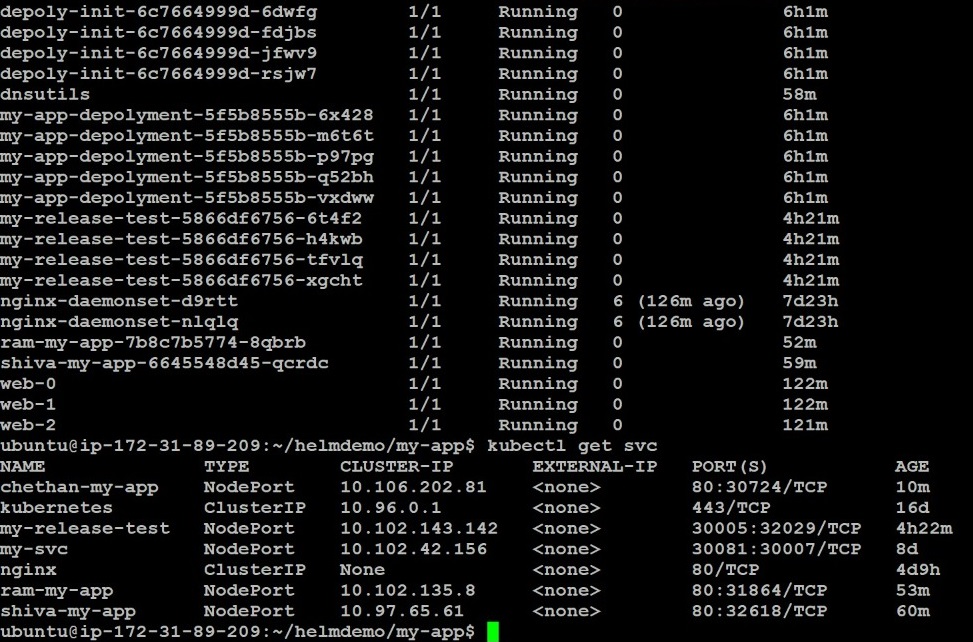 depoly-init-6c7664999d-6dwfg 1/1 Running 0 6h1m
depoly-init-6c7664999d-fdjbs 1/1 Running 0 6h1m
depoly-init-6c7664999d-jfwv9 1/1 Running 0 6h1m
depoly-init-6c7664999d-rsjw7 1/1 Running 0 6h1m
dnsutils 1/1 Running 0 58m
my-app-depolyment-5f5b8555b-6x428 1/1 Running 0 6h1m
my-app-depolyment-5f5b8555b-m6t6t 1/1 Running 0 6h1m
my-app-depolyment-5f5b8555b-p97pg 1/1 Running 0 6h1m
my-app-depolyment-5f5b8555b-q52bh 1/1 Running 0 6h1m
my-app-depolyment-5f5b8555b-vxdww 1/1 Running 0 6h1m
my-release-test-5866df6756-6t4f2 1/1 Running 0 4h21m
my-release-test-5866df6756-h4kwb 1/1 Running 0 4h21m
my-release-test-5866df6756-tfvlq 1/1 Running 0 4h21m
my-release-test-5866df6756-xgcht 1/1 Running 0 4h21m
nginx-daemonset-d9rtt 1/1 Running 6 (126m ago) 7d23h
nginx-daemonset-nlqlq 1/1 Running 6 (126m ago) 7d23h
ram-my-app-7b8c7b5774-8qbrb 1/1 Running 0 52m
shiva-my-app-6645548d45-qcrdc 1/1 Running 0 59m
web-0 1/1 Running 0 122m
web-1 1/1 Running 0 122m
web-2 1/1 Running 0 121m
ubuntu@ip-172-31-89-209:~/helmdemo/my-app$ kubectl get svc
NAME TYPE CLUSTER-IP EXTERNAL-IP PORT(S) AGE
chethan-my-app NodePort 10.106.202.81 <none> 80:30724/TCP 10m
kubernetes ClusterIP 10.96.0.1 <none> 443/TCP 16d
my-release-test NodePort 10.102.143.142 <none> 30005:32029/TCP 4h22m
my-svc NodePort 10.102.42.156 <none> 30081:30007/TCP 8d
nginx ClusterIP None <none> 80/TCP 4d9h
ram-my-app NodePort 10.102.135.8 <none> 80:31864/TCP 53m
shiva-my-app NodePort 10.97.65.61 <none> 80:32618/TCP 60m
ubuntu@ip-172-31-89-209:~/helmdemo/my-app$